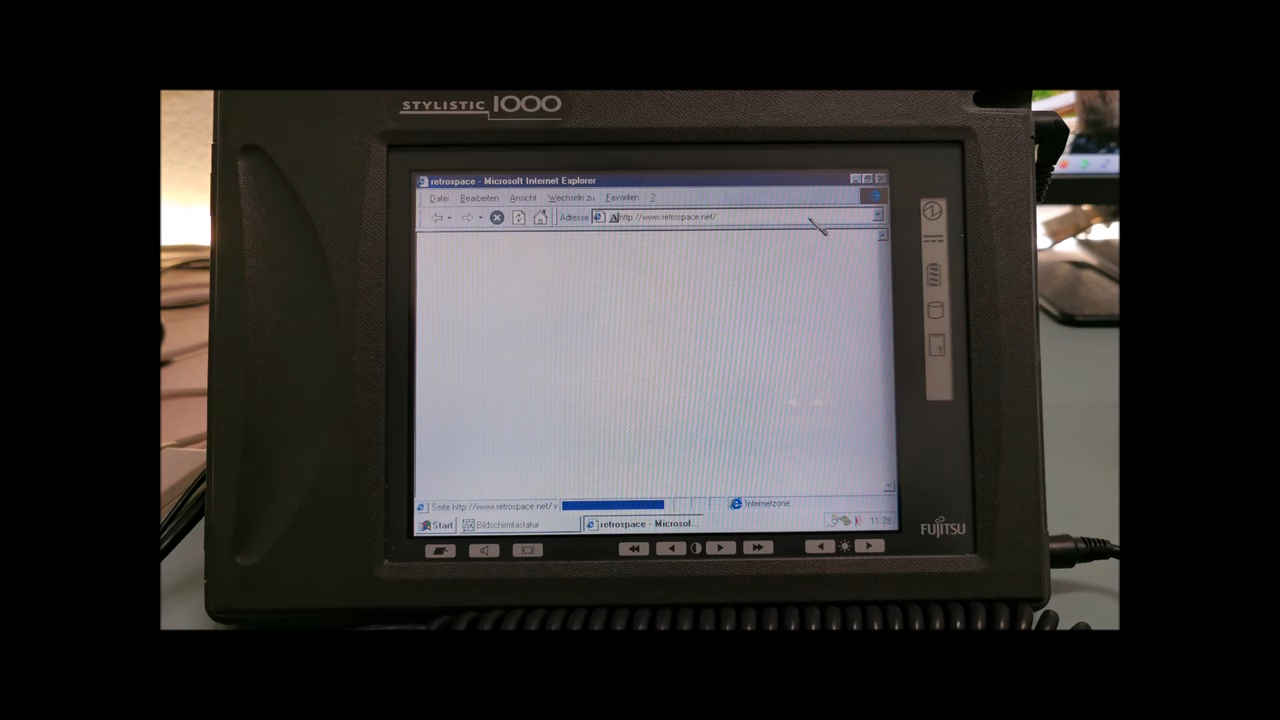 STYLISTIC 1000
retrospace - Microsoft Internet Explorer
Datei Bearbeiten Ansicht Wechseln zu Favoriten ?
Adresse http://www.retrospace.net/
Seite http://www.retrospace.net/ w
Internetzone
Start Bildschirmtastatur retrospace - Microsof... 11:39
FUJITSU